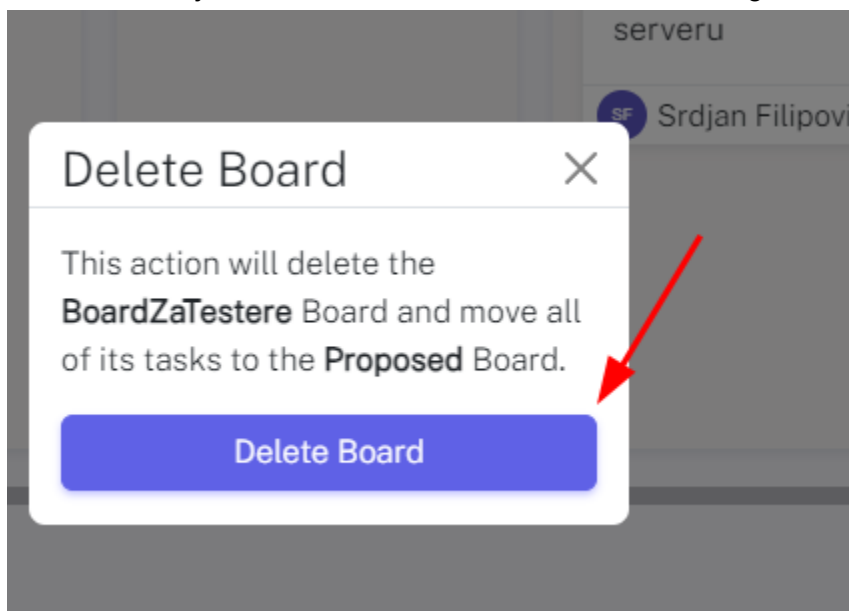 serveru
SF Srdjan Filipovi
Delete Board
This action will delete the
BoardZaTestere Board and move all
of its tasks to the Proposed Board.
Delete Board